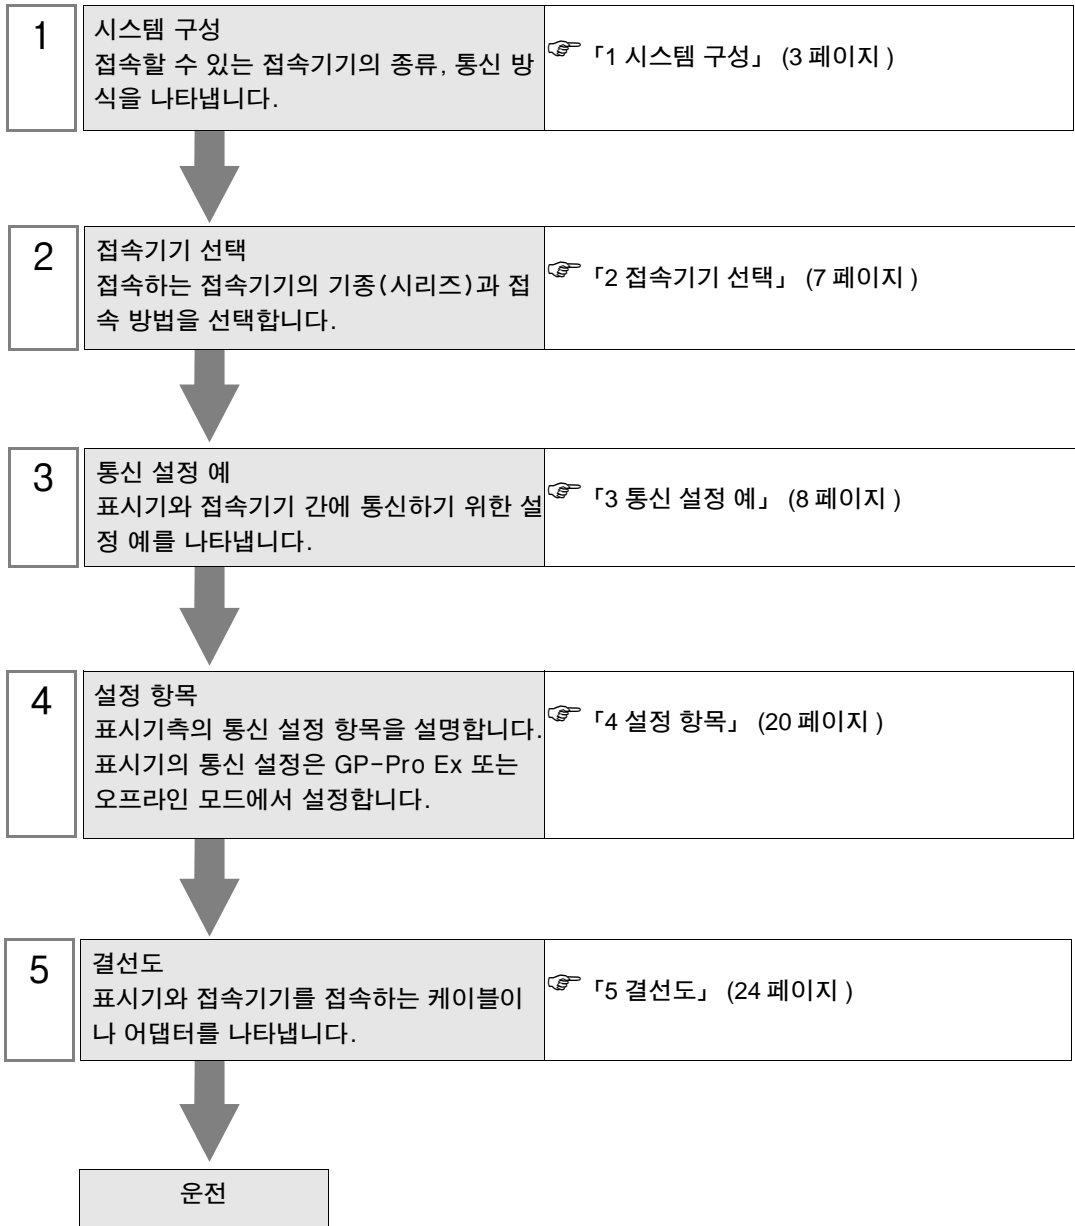 1
시스템 구성
접속할 수 있는 접속기기의 종류, 통신 방
식을 나타냅니다.
☞ 「1 시스템 구성」 (3 페이지 )
2
접속기기 선택
접속하는 접속기기의 기종(시리즈)과 접
속 방법을 선택합니다.
☞ 「2 접속기기 선택」 (7 페이지 )
3
통신 설정 예
표시기와 접속기기 간에 통신하기 위한 설
정 예를 나타냅니다.
☞ 「3 통신 설정 예」 (8 페이지 )
4
설정 항목
표시기측의 통신 설정 항목을 설명합니다.
표시기의 통신 설정은 GP-Pro Ex 또는
오프라인 모드에서 설정합니다.
☞ 「4 설정 항목」 (20 페이지 )
5
결선도
표시기와 접속기기를 접속하는 케이블이
나 어댑터를 나타냅니다.
☞ 「5 결선도」 (24 페이지 )
운전